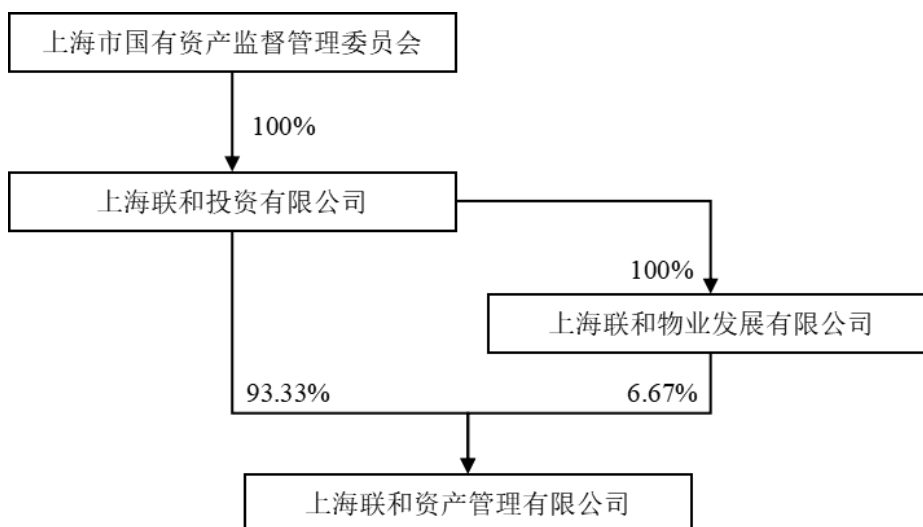 上海市国有资产监督管理委员会
100%
上海联和投资有限公司
100%
上海联和物业发展有限公司
93.33%
6.67%
上海联和资产管理有限公司